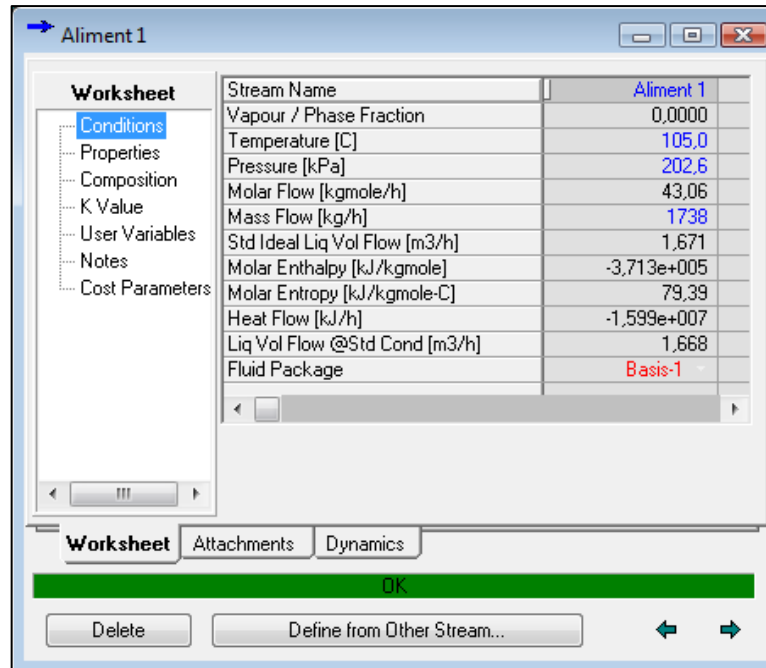 Aliment 1
Worksheet
Conditions
Properties
Composition
K Value
User Variables
Notes
Cost Parameters
Stream Name Aliment 1
Vapour / Phase Fraction 0,0000
Temperature [C] 105,0
Pressure [kPa] 202,6
Molar Flow [kgmole/h] 43,06
Mass Flow [kg/h] 1738
Std Ideal Liq Vol Flow [m3/h] 1,671
Molar Enthalpy [kJ/kgmole] -3,713e+005
Molar Entropy [kJ/kgmole-C] 79,39
Heat Flow [kJ/h] -1,599e+007
Liq Vol Flow @Std Cond [m3/h] 1,668
Fluid Package Basis-1
Worksheet Attachments Dynamics
OK
Delete Define from Other Stream...